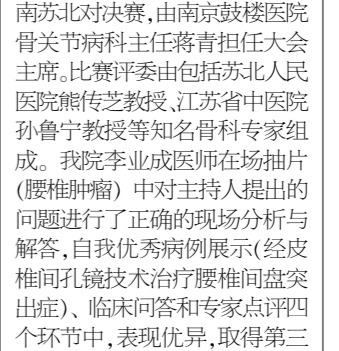 南苏北对决赛,由南京鼓楼医院
骨关节病科主任蒋青担任大会
主席。比赛评委由包括苏北人民
医院熊传芝教授、江苏省中医院
孙鲁宁教授等知名骨科专家组
成。我院李业成医师在场抽片
(腰椎肿瘤) 中对主持人提出的
问题进行了正确的现场分析与
解答,自我优秀病例展示(经皮
椎间孔镜技术治疗腰椎间盘突
出症)、临床问答和专家点评四
个环节中,表现优异,取得第三